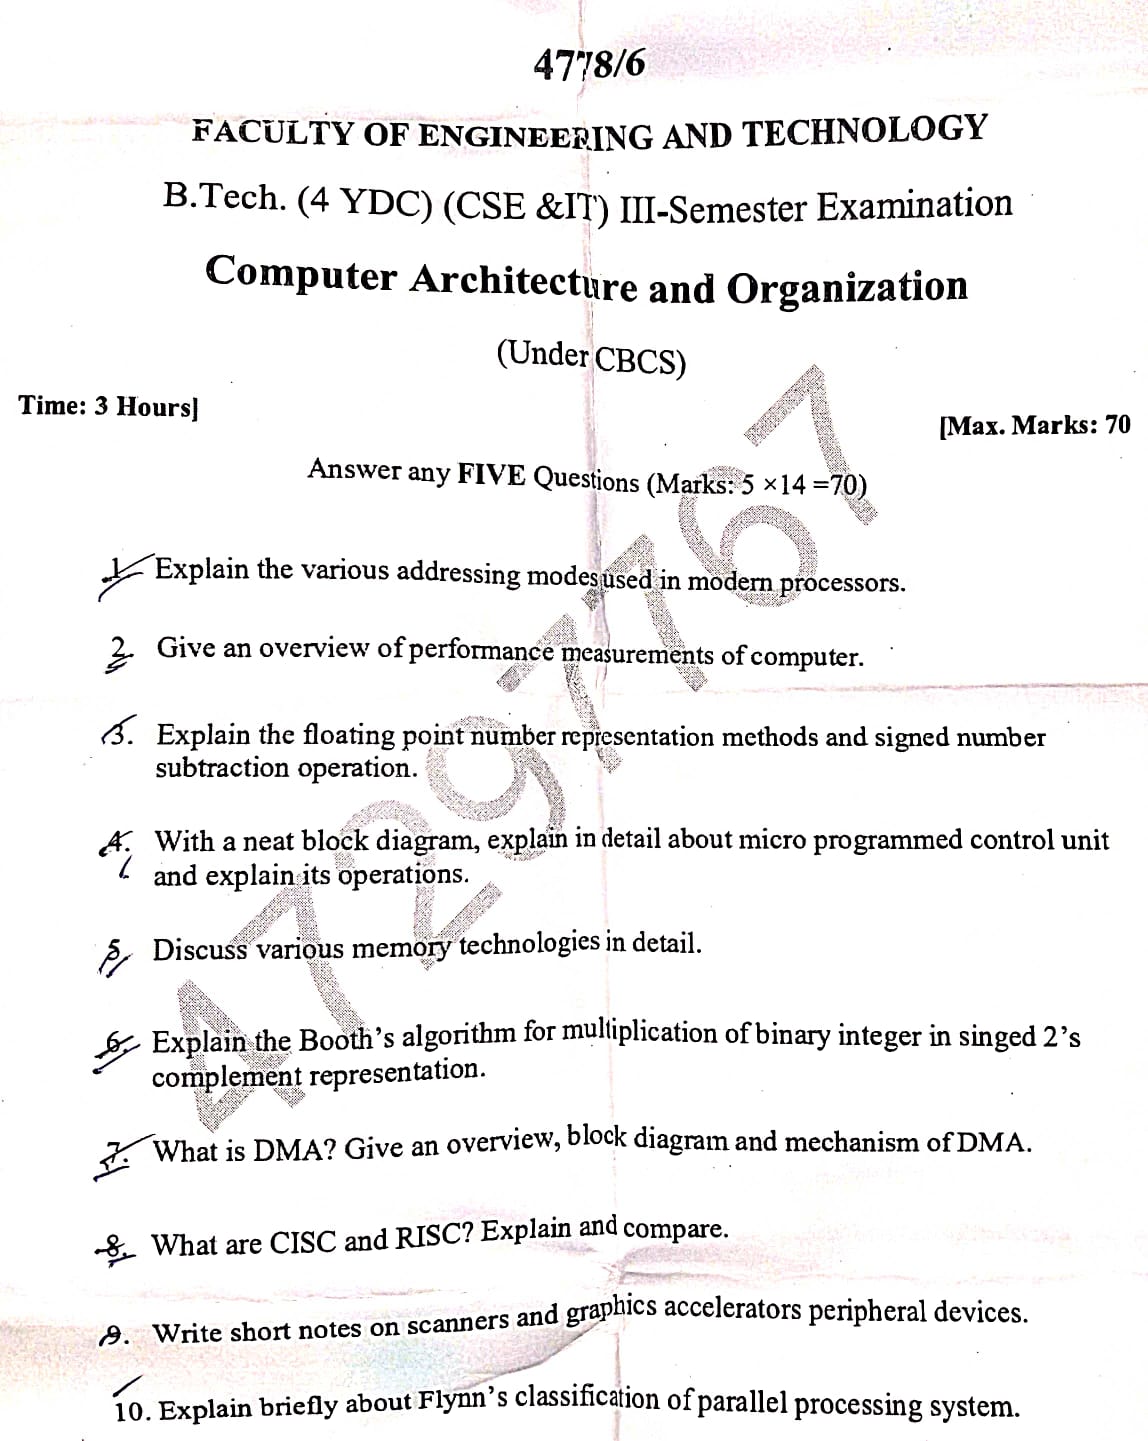 4778/6
FACULTY OF ENGINEERING AND TECHNOLOGY
B.Tech. (4 YDC) (CSE &IT) III-Semester Examination
Computer Architecture and Organization
(Under CBCS)
Time: 3 Hours]
[Max. Marks: 70
Answer any FIVE Questions (Marks: 5 ×14 =70)
1. Explain the various addressing modes used in modern processors.
2. Give an overview of performance measurements of computer.
3. Explain the floating point number representation methods and signed number
subtraction operation.
4. With a neat block diagram, explain in detail about micro programmed control unit
and explain its operations.
5. Discuss various memory technologies in detail.
6. Explain the Booth's algorithm for multiplication of binary integer in singed 2's
complement representation.
7. What is DMA? Give an overview, block diagram and mechanism of DMA.
8. What are CISC and RISC? Explain and compare.
9. Write short notes on scanners and graphics accelerators peripheral devices.
10. Explain briefly about Flynn's classification of parallel processing system.
47297767